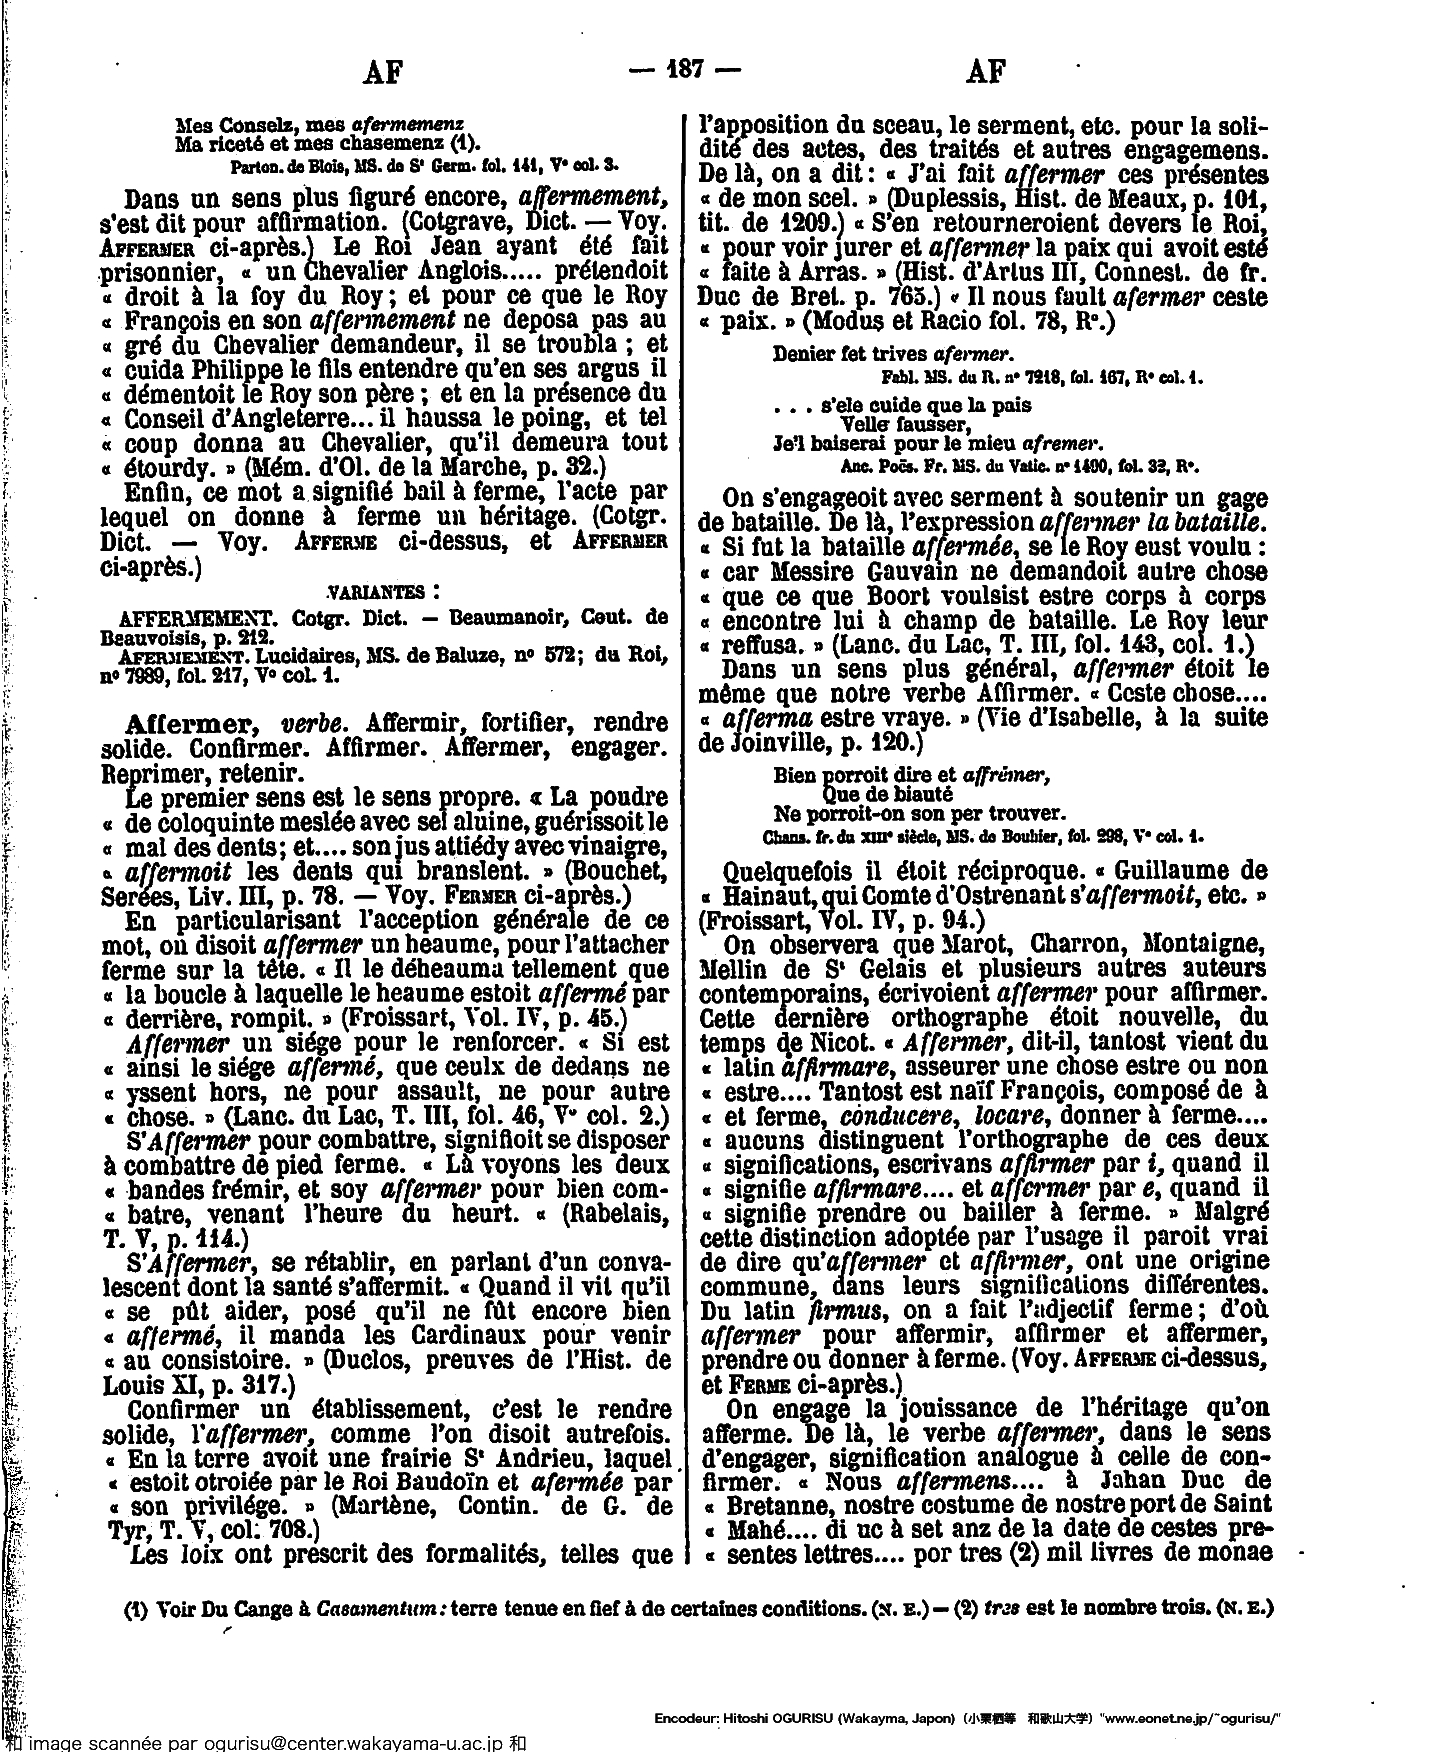 AF — 187 — AF
Mes Conselz, mes afermemenz
Ma riceté et mes chasemenz (1).
Parton. de Blois, MS. de St Germ. fol. 141, Vo col. 3.
Dans un sens plus figuré encore, affermement,
s'est dit pour affirmation. (Cotgrave, Dict. — Voy.
AFFERMER ci-après.) Le Roi Jean ayant été fait
prisonnier, « un Chevalier Anglois..... prétendoit
« droit à la foy du Roy ; et pour ce que le Roy
« François en son affermement ne deposa pas au
« gré du Chevalier demandeur, il se troubla ; et
« cuida Philippe le fils entendre qu'en ses argus il
« démentoit le Roy son père ; et en la présence du
« Conseil d'Angleterre... il haussa le poing, et tel
« coup donna au Chevalier, qu'il demeura tout
« étourdy. » (Mém. d'Ol. de la Marche, p. 32.)
Enfin, ce mot a signifié bail à ferme, l'acte par
lequel on donne à ferme un héritage. (Cotgr.
Dict. — Voy. AFFERME ci-dessus, et AFFERMER
ci-après.)
VARIANTES :
AFFERMEMENT. Cotgr. Dict. — Beaumanoir, Cout. de
Beauvoisis, p. 212.
AFERMEMENT. Lucidaires, MS. de Baluze, no 572 ; du Roi,
no 7989, fol. 217, Vo col. 1.
Affermer, verbe. Affermir, fortifier, rendre
solide. Confirmer. Affirmer. Affermer, engager.
Reprimer, retenir.
Le premier sens est le sens propre. « La poudre
« de coloquinte meslée avec sel aluine, guérissoit le
« mal des dents ; et.... son jus attiédy avec vinaigre,
« affermoit les dents qui branslent. » (Bouchet,
Serées, Liv. III, p. 78. — Voy. FERMER ci-après.)
En particularisant l'acception générale de ce
mot, on disoit affermer un heaume, pour l'attacher
ferme sur la tête. « Il le déheauma tellement que
« la boucle à laquelle le heaume estoit affermé par
« derrière, rompit. » (Froissart, Vol. IV, p. 45.)
Affermer un siége pour le renforcer. « Si est
« ainsi le siége affermé, que ceulx de dedans ne
« yssent hors, ne pour assault, ne pour autre
« chose. » (Lanc. du Lac, T. III, fol. 46, Vo col. 2.)
S'Affermer pour combattre, signifioit se disposer
à combattre de pied ferme. « Là voyons les deux
« bandes frémir, et soy affermer pour bien com-
« batre, venant l'heure du heurt. « (Rabelais,
T. V, p. 114.)
S'Affermer, se rétablir, en parlant d'un conva-
lescent dont la santé s'affermit. « Quand il vit qu'il
« se pût aider, posé qu'il ne fût encore bien
« affermé, il manda les Cardinaux pour venir
« au consistoire. » (Duclos, preuves de l'Hist. de
Louis XI, p. 317.)
Confirmer un établissement, c'est le rendre
solide, l'affermer, comme l'on disoit autrefois.
« En la terre avoit une frairie St Andrieu, laquel
« estoit otroiée par le Roi Baudoïn et afermée par
« son privilége. » (Martène, Contin. de G. de
Tyr, T. V, col. 708.)
Les loix ont prescrit des formalités, telles que
l'apposition du sceau, le serment, etc. pour la soli-
dité des actes, des traités et autres engagemens.
De là, on a dit : « J'ai fait affermer ces présentes
« de mon scel. » (Duplessis, Hist. de Meaux, p. 101,
tit. de 1209.) « S'en retourneroient devers le Roi,
« pour voir jurer et affermer la paix qui avoit esté
« faite à Arras. » (Hist. d'Artus III, Connest. de fr.
Duc de Bret. p. 765.) « Il nous fault afermer ceste
« paix. » (Modus et Racio fol. 78, Ro.)
Denier fet trives afermer.
Fabl. MS. du R. no 7218, fol. 167, Ro col. 1.
. . . s'ele cuide que la pais
Velle fausser,
Je'l baiserai pour le mieu afremer.
Anc. Poës. Fr. MS. du Vatic. no 1490, fol. 32, Ro.
On s'engageoit avec serment à soutenir un gage
de bataille. De là, l'expression affermer la bataille.
« Si fut la bataille affermée, se le Roy eust voulu :
« car Messire Gauvain ne demandoit autre chose
« que ce que Boort voulsist estre corps à corps
« encontre lui à champ de bataille. Le Roy leur
« reffusa. » (Lanc. du Lac, T. III, fol. 143, col. 1.)
Dans un sens plus général, affermer étoit le
même que notre verbe Affirmer. « Ceste chose....
« afferma estre vraye. » (Vie d'Isabelle, à la suite
de Joinville, p. 120.)
Bien porroit dire et affrémer,
Que de biauté
Ne porroit-on son per trouver.
Chans. fr. du XIIIe siècle, MS. de Bouhier, fol. 298, Vo col. 1.
Quelquefois il étoit réciproque. « Guillaume de
« Hainaut, qui Comte d'Ostrenant s'affermoit, etc. »
(Froissart, Vol. IV, p. 94.)
On observera que Marot, Charron, Montaigne,
Mellin de St Gelais et plusieurs autres auteurs
contemporains, écrivoient affermer pour affirmer.
Cette dernière orthographe étoit nouvelle, du
temps de Nicot. « Affermer, dit-il, tantost vient du
« latin affirmare, asseurer une chose estre ou non
« estre.... Tantost est naïf François, composé de à
« et ferme, conducere, locare, donner à ferme....
« aucuns distinguent l'orthographe de ces deux
« significations, escrivans affirmer par i, quand il
« signifie affirmare.... et affermer par e, quand il
« signifie prendre ou bailler à ferme. » Malgré
cette distinction adoptée par l'usage il paroit vrai
de dire qu'affermer et affirmer, ont une origine
commune, dans leurs significations différentes.
Du latin firmus, on a fait l'adjectif ferme ; d'où
affermer pour affermir, affirmer et affermer,
prendre ou donner à ferme. (Voy. AFFERME ci-dessus,
et FERME ci-après.)
On engage la jouissance de l'héritage qu'on
afferme. De là, le verbe affermer, dans le sens
d'engager, signification analogue à celle de con-
firmer. « Nous affermens.... à Jahan Duc de
« Bretanne, nostre costume de nostre port de Saint
« Mahé.... di uc à set anz de la date de cestes pre-
« sentes lettres.... por tres (2) mil livres de monae
(1) Voir Du Cange à Casamentum : terre tenue en fief à de certaines conditions. (N. E.) — (2) tres est le nombre trois. (N. E.)
Encodeur: Hitoshi OGURISU (Wakayma, Japon) (小栗栖等 和歌山大学) "www.eonet.ne.jp/~ogurisu/"
和 image scannée par ogurisu@center.wakayama-u.ac.jp 和